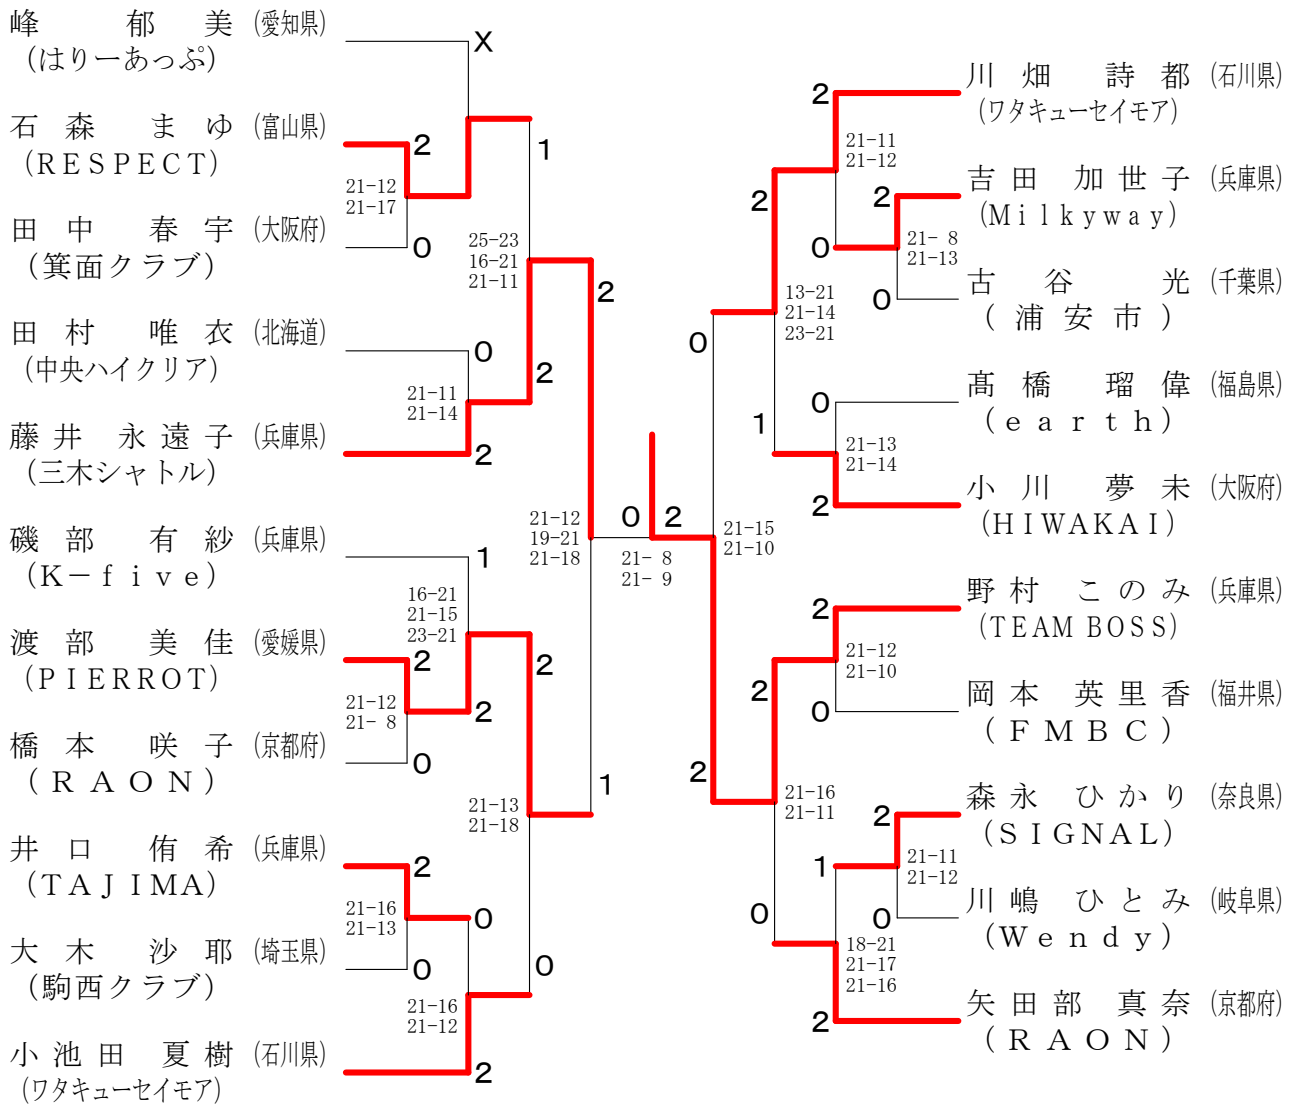 峰 郁 美 (愛知県)
(はりーあっぷ)
X
石 森 ま ゆ (富山県)
(RESPECT)
2
21-12
21-17
1
田 中 春 宇 (大阪府)
(箕面クラブ)
0
25-23
16-21
21-11
2
田 村 唯 衣 (北海道)
(中央ハイクリア)
0
21-11
21-14
2
藤 井 永 遠 子 (兵庫県)
(三木シャトル)
2
21-12
19-21
21-18
磯 部 有 紗 (兵庫県)
(K－ｆｉｖｅ)
1
16-21
21-15
23-21
渡 部 美 佳 (愛媛県)
(PIERROT)
2
21-12
21- 8
2
2
橋 本 咲 子 (京都府)
(RAON)
0
21-13
21-18
1
井 口 侑 希 (兵庫県)
(TAJIMA)
2
21-16
21-13
0
大 木 沙 耶 (埼玉県)
(駒西クラブ)
0
0
21-16
21-12
小 池 田 夏 樹 (石川県)
(ワタキューセイモア)
2
0 2
21- 8
21- 9
川 畑 詩 都 (石川県)
(ワタキューセイモア)
2
21-11
21-12
吉 田 加 世 子 (兵庫県)
(Milkyway)
2
2
0
21- 8
21-13
古 谷 光 (千葉県)
(浦安市)
0
13-21
21-14
23-21
0
髙 橋 瑠 偉 (福島県)
(earth)
0
1
21-13
21-14
小 川 夢 未 (大阪府)
(HIWAKAI)
2
21-15
21-10
野 村 こ の み (兵庫県)
(TEAM BOSS)
2
21-12
21-10
2
岡 本 英 里 香 (福井県)
(FMBC)
0
2
21-16
21-11
森 永 ひ か り (奈良県)
(SIGNAL)
2
1
21-11
21-12
川 嶋 ひ と み (岐阜県)
(Wendy)
0
0
18-21
21-17
21-16
矢 田 部 真 奈 (京都府)
(RAON)
2